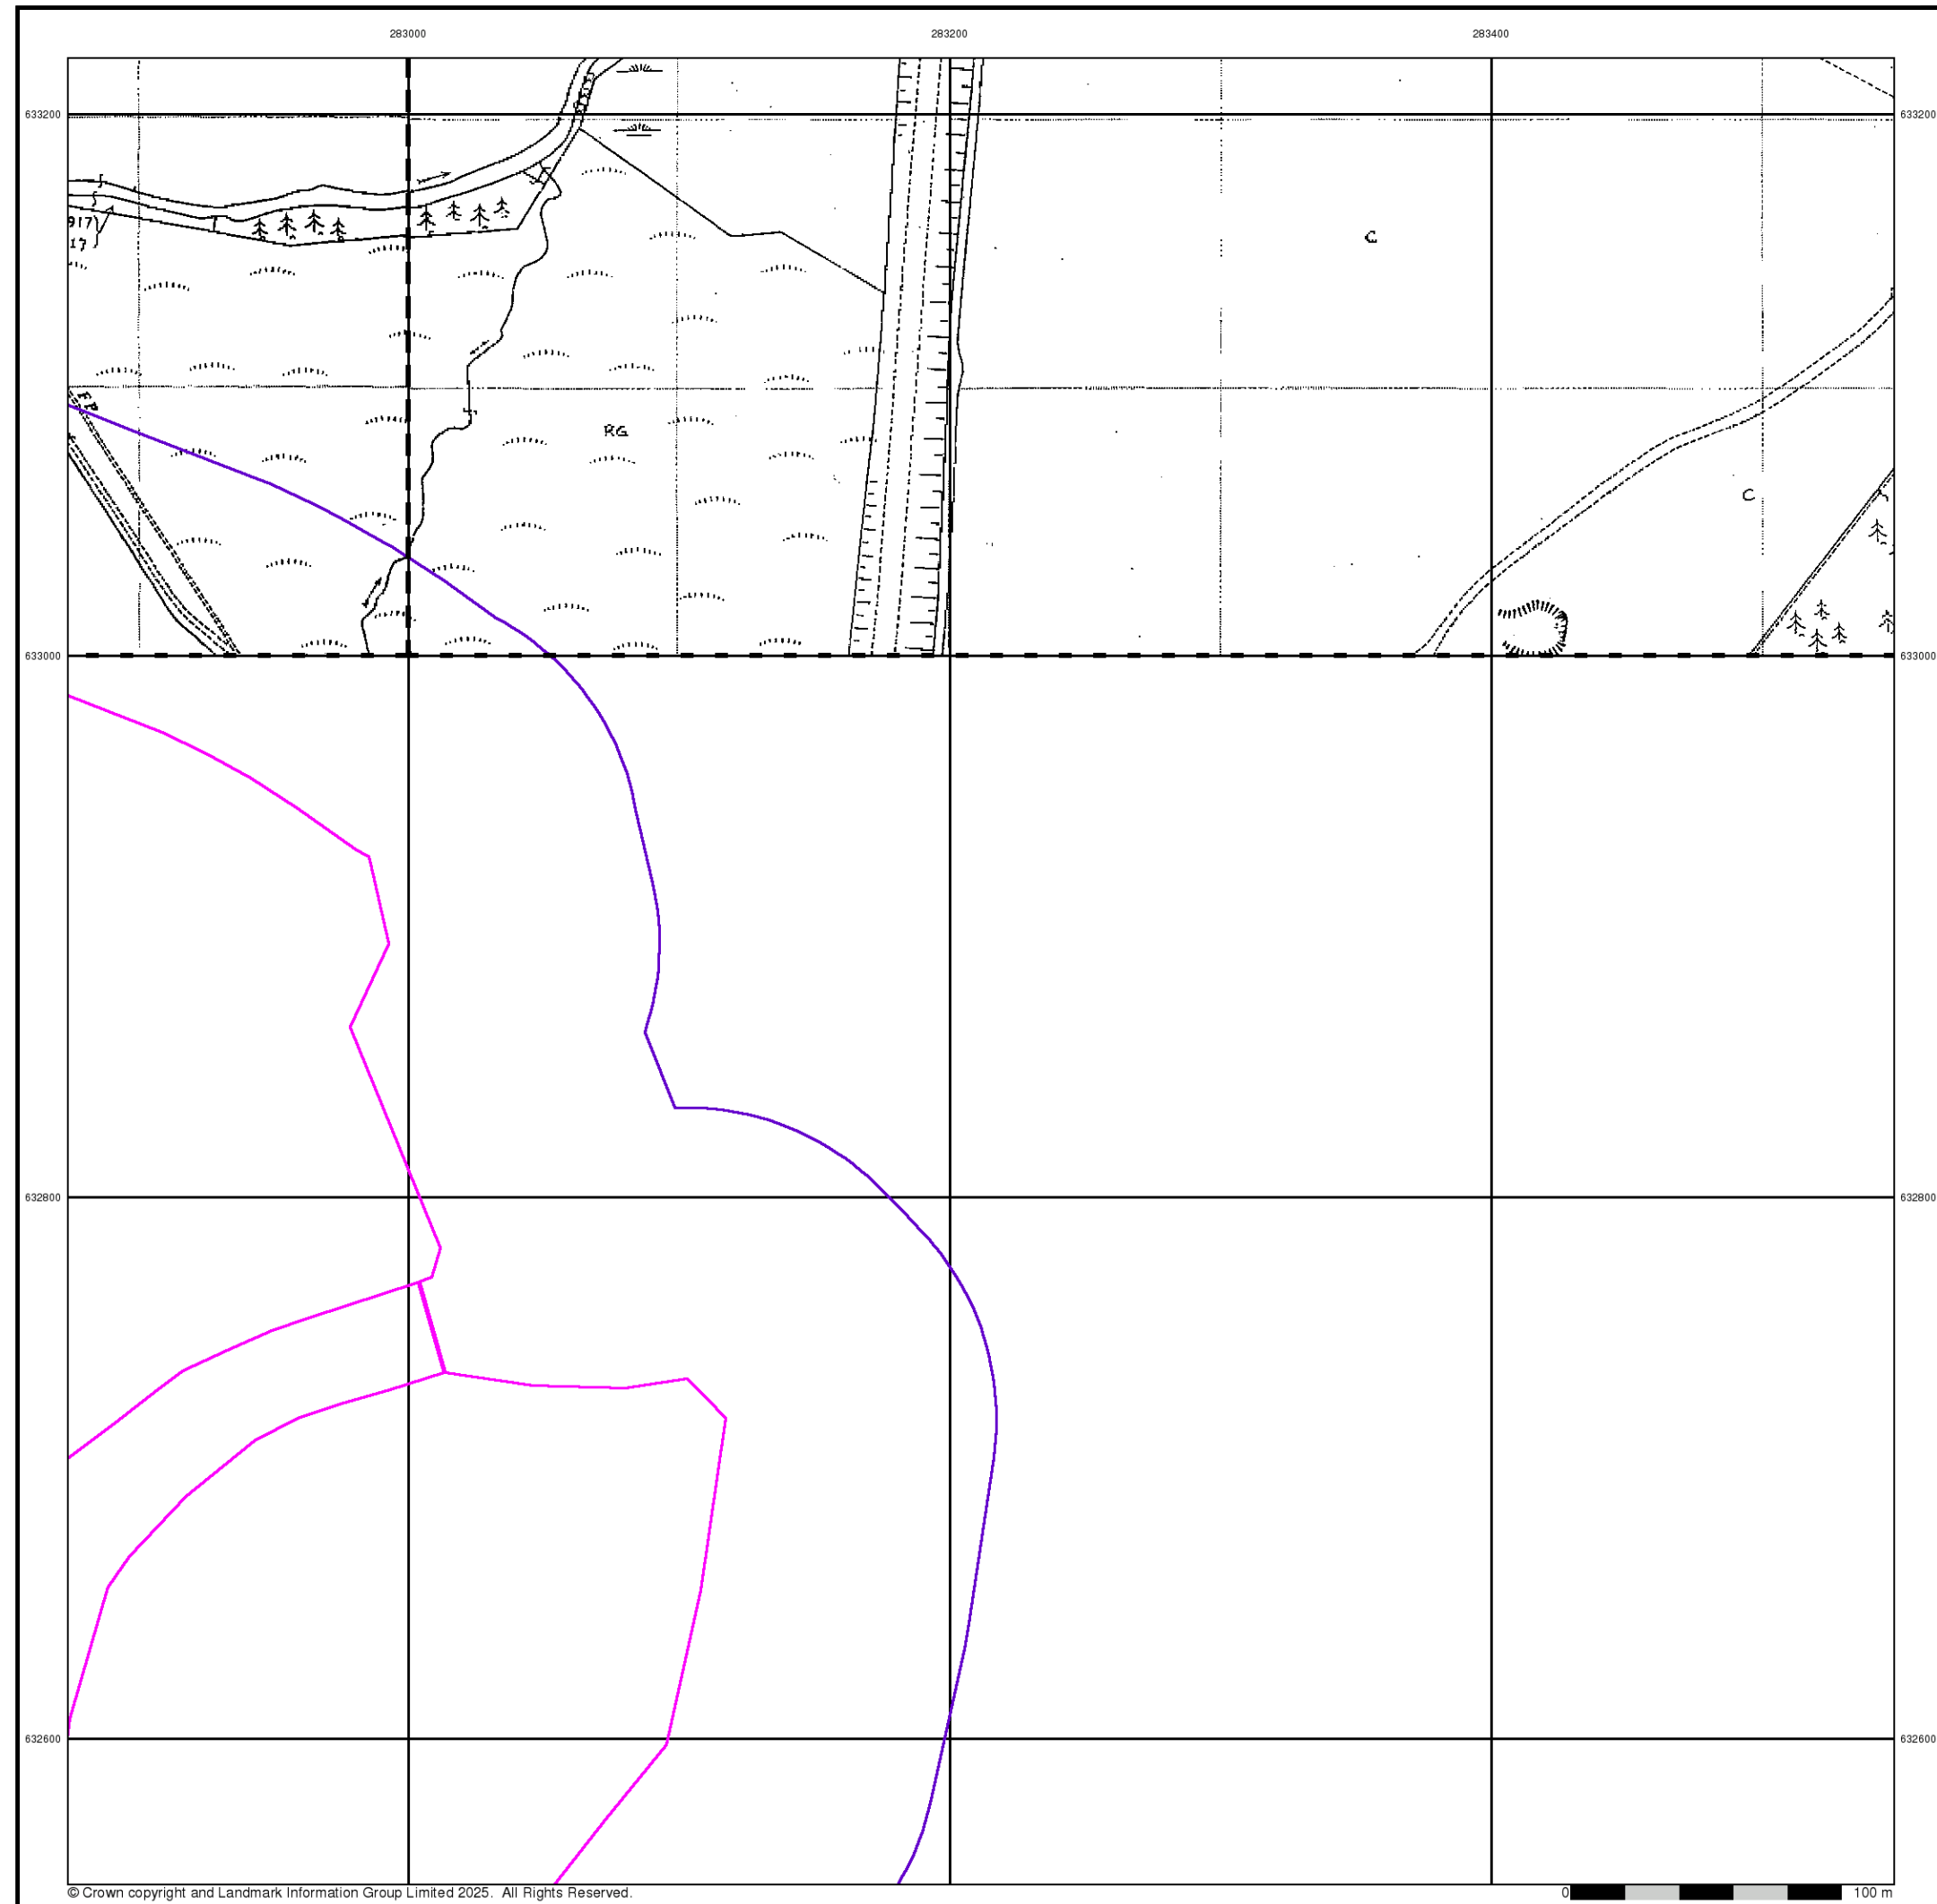 283000 283200 283400
633200 633200
917)
17
C
FP
RG
C
633000 633000
632800 632800
632600 632600
© Crown copyright and Landmark Information Group Limited 2025. All Rights Reserved. 0 100 m